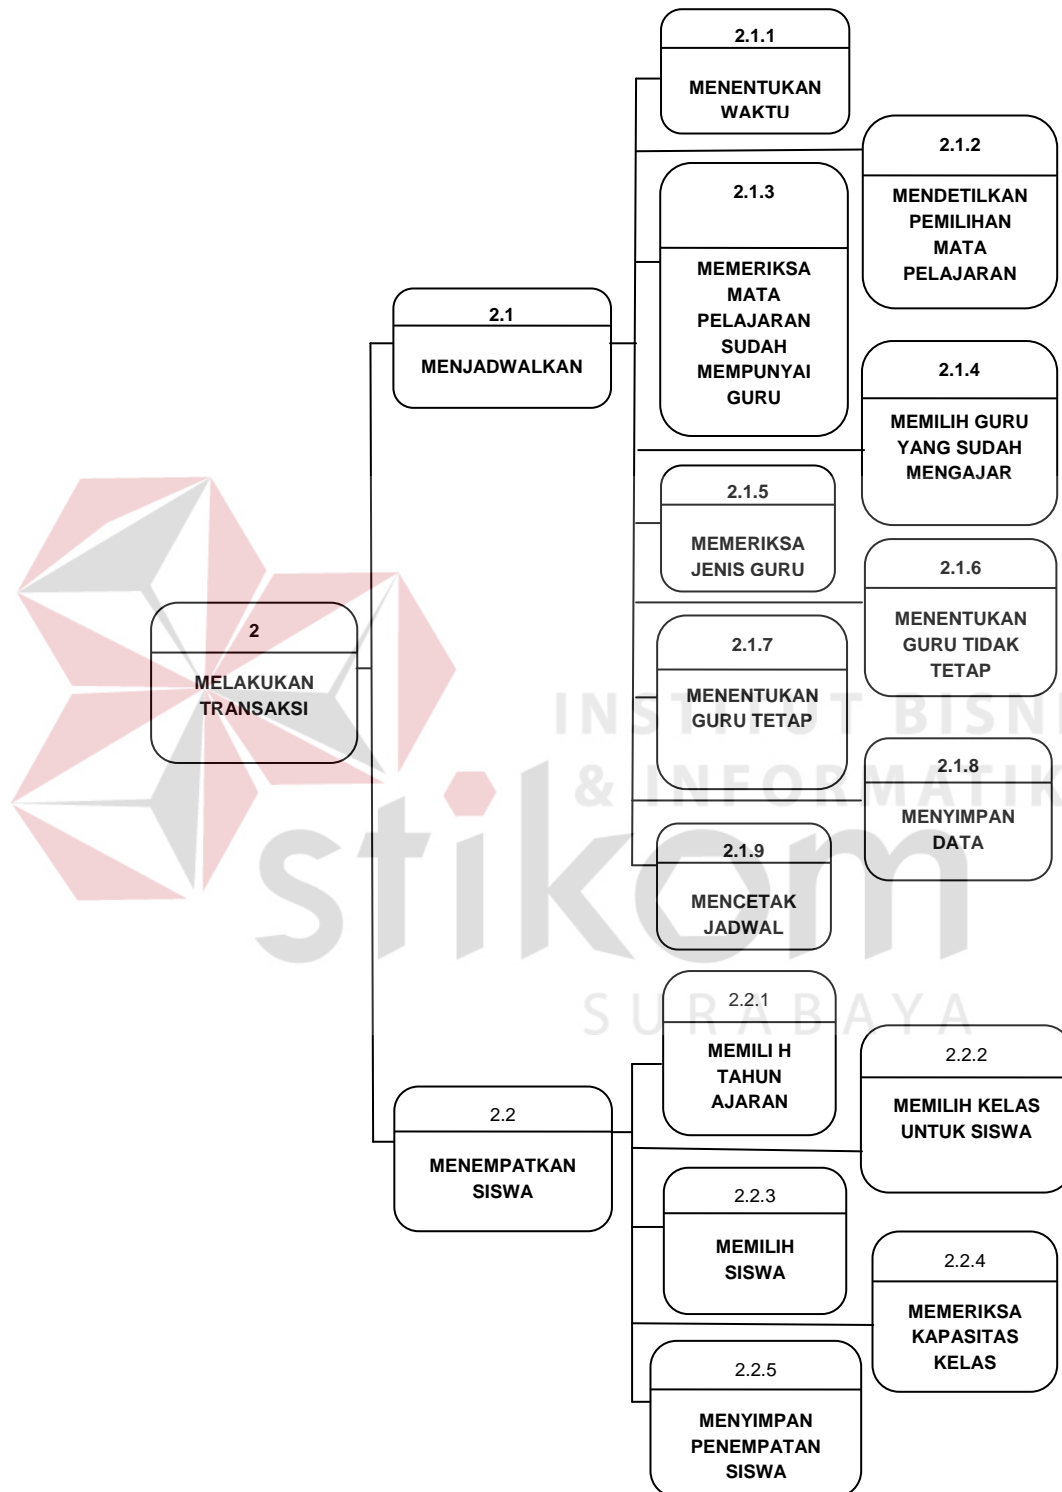 2.1.1
MENENTUKAN
WAKTU
2.1.2
MENDETILKAN
PEMILIHAN
MATA
PELAJARAN
2.1.3
MEMERIKSA
MATA
PELAJARAN
SUDAH
MEMPUNYAI
GURU
2.1
MENJADWALKAN
2.1.4
MEMILIH GURU
YANG SUDAH
MENGAJAR
2.1.5
MEMERIKSA
JENIS GURU
2.1.6
MENENTUKAN
GURU TIDAK
TETAP
2
MELAKUKAN
TRANSAKSI
2.1.7
MENENTUKAN
GURU TETAP
INSTITUT BISNI
& INFORMATIK
stikom
SURABAYA
2.1.8
MENYIMPAN
DATA
2.1.9
MENCETAK
JADWAL
2.2.1
MEMILI H
TAHUN
AJARAN
2.2.2
MEMILIH KELAS
UNTUK SISWA
2.2
MENEMPATKAN
SISWA
2.2.3
MEMILIH
SISWA
2.2.4
MEMERIKSA
KAPASITAS
KELAS
2.2.5
MENYIMPAN
PENEMPATAN
SISWA